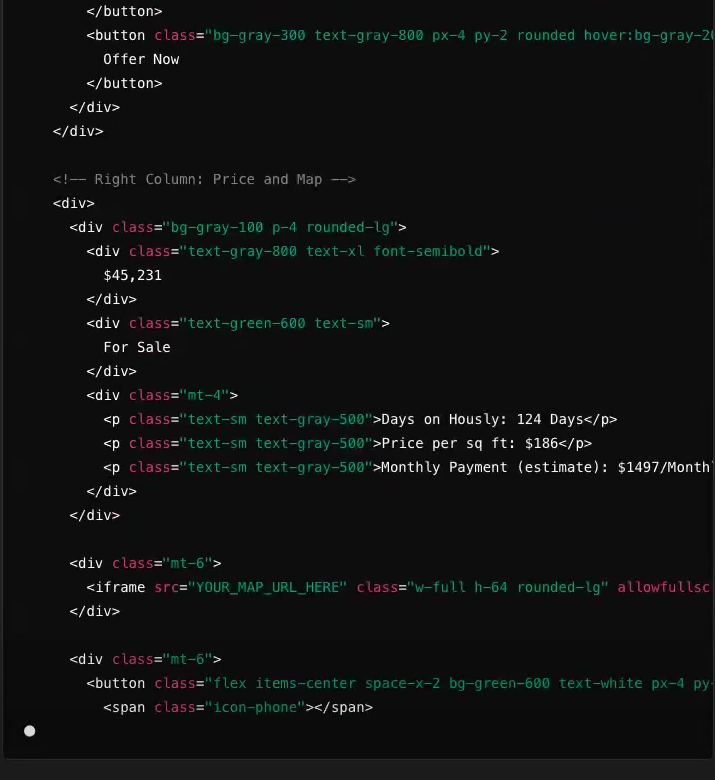 </button>
<button class="bg-gray-300 text-gray-800 px-4 py-2 rounded hover:bg-gray-20
Offer Now
</button>
</div>
</div>
<!-- Right Column: Price and Map -->
<div>
<div class="bg-gray-100 p-4 rounded-lg">
<div class="text-gray-800 text-xl font-semibold">
$45,231
</div>
<div class="text-green-600 text-sm">
For Sale
</div>
<div class="mt-4">
<p class="text-sm text-gray-500">Days on Hously: 124 Days</p>
<p class="text-sm text-gray-500">Price per sq ft: $186</p>
<p class="text-sm text-gray-500">Monthly Payment (estimate): $1497/Monthl
</div>
</div>
<div class="mt-6">
<iframe src="YOUR_MAP_URL_HERE" class="w-full h-64 rounded-lg" allowfullsc
</div>
<div class="mt-6">
<button class="flex items-center space-x-2 bg-green-600 text-white px-4 py-
<span class="icon-phone"></span>